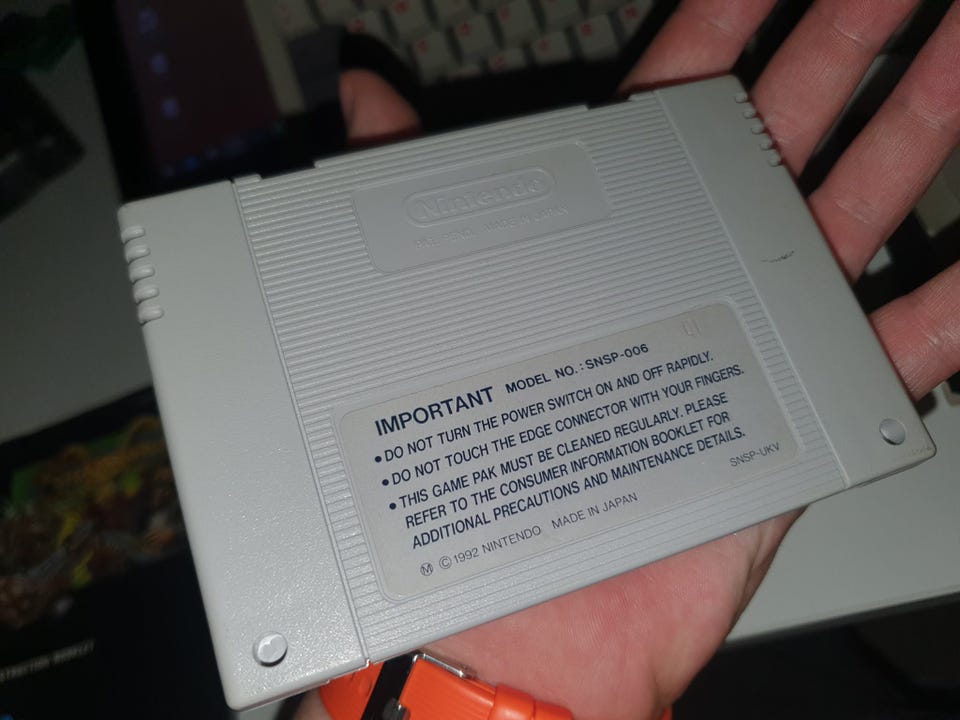 Nintendo
PAT. PEND. MADE IN JAPAN
IMPORTANT MODEL NO.: SNSP-006
• DO NOT TURN THE POWER SWITCH ON AND OFF RAPIDLY.
• DO NOT TOUCH THE EDGE CONNECTOR WITH YOUR FINGERS.
• THIS GAME PAK MUST BE CLEANED REGULARLY. PLEASE
REFER TO THE CONSUMER INFORMATION BOOKLET FOR
ADDITIONAL PRECAUTIONS AND MAINTENANCE DETAILS.
SNSP-UKV
Ⓜ © 1992 NINTENDO MADE IN JAPAN
BOOKLET